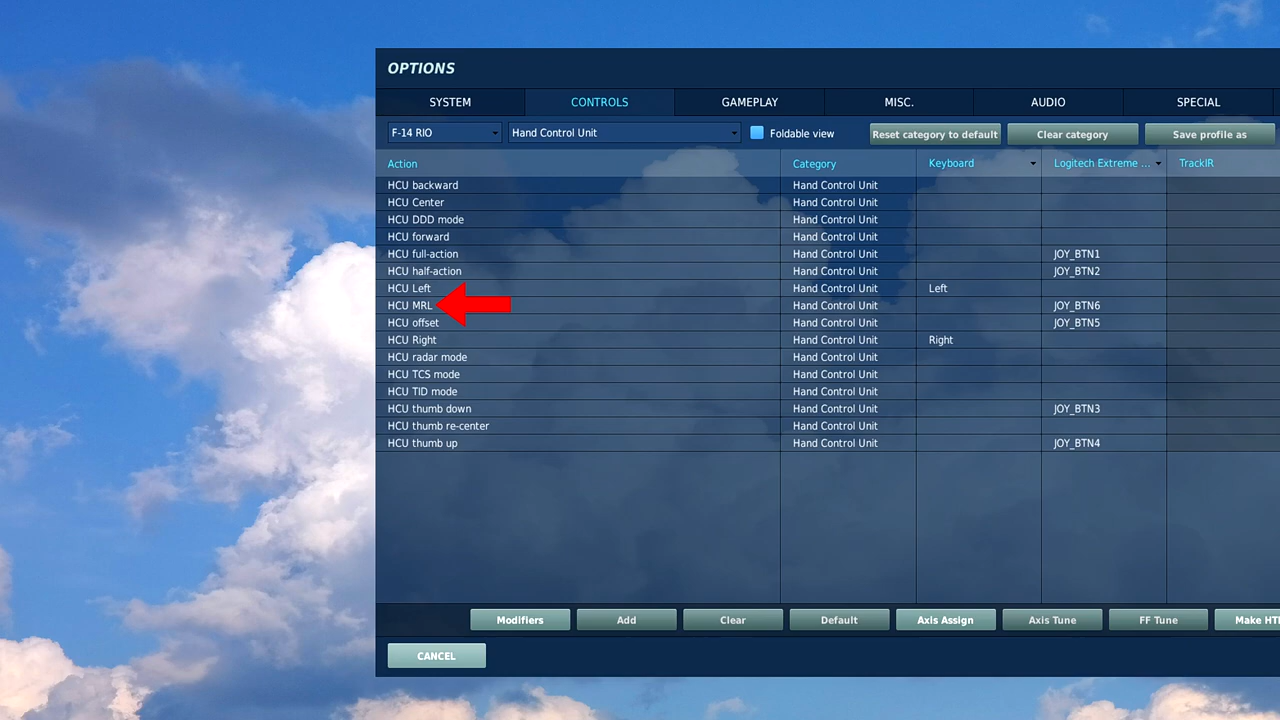 OPTIONS
SYSTEM CONTROLS GAMEPLAY MISC. AUDIO SPECIAL
F-14 RIO Hand Control Unit Foldable view Reset category to default Clear category Save profile as
Action Category Keyboard Logitech Extreme ... TrackIR
HCU backward Hand Control Unit
HCU Center Hand Control Unit
HCU DDD mode Hand Control Unit
HCU forward Hand Control Unit
HCU full-action Hand Control Unit JOY_BTN1
HCU half-action Hand Control Unit JOY_BTN2
HCU Left Hand Control Unit Left
HCU MRL Hand Control Unit JOY_BTN6
HCU offset Hand Control Unit JOY_BTN5
HCU Right Hand Control Unit Right
HCU radar mode Hand Control Unit
HCU TCS mode Hand Control Unit
HCU TID mode Hand Control Unit
HCU thumb down Hand Control Unit JOY_BTN3
HCU thumb re-center Hand Control Unit
HCU thumb up Hand Control Unit JOY_BTN4
Modifiers Add Clear Default Axis Assign Axis Tune FF Tune Make
CANCEL